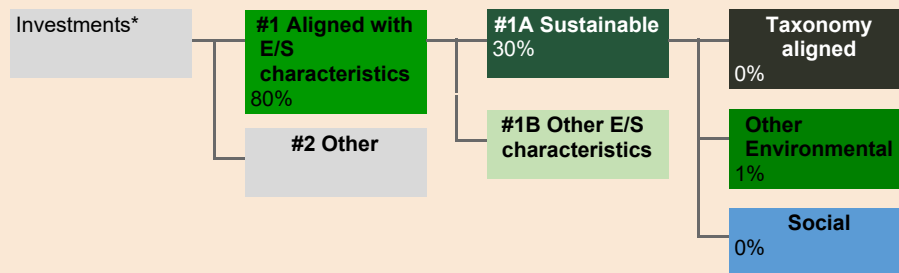 Investments*
#1 Aligned with
E/S
characteristics
80%
#2 Other
#1A Sustainable
30%
#1B Other E/S
characteristics
Taxonomy
aligned
0%
Other
Environmental
1%
Social
0%